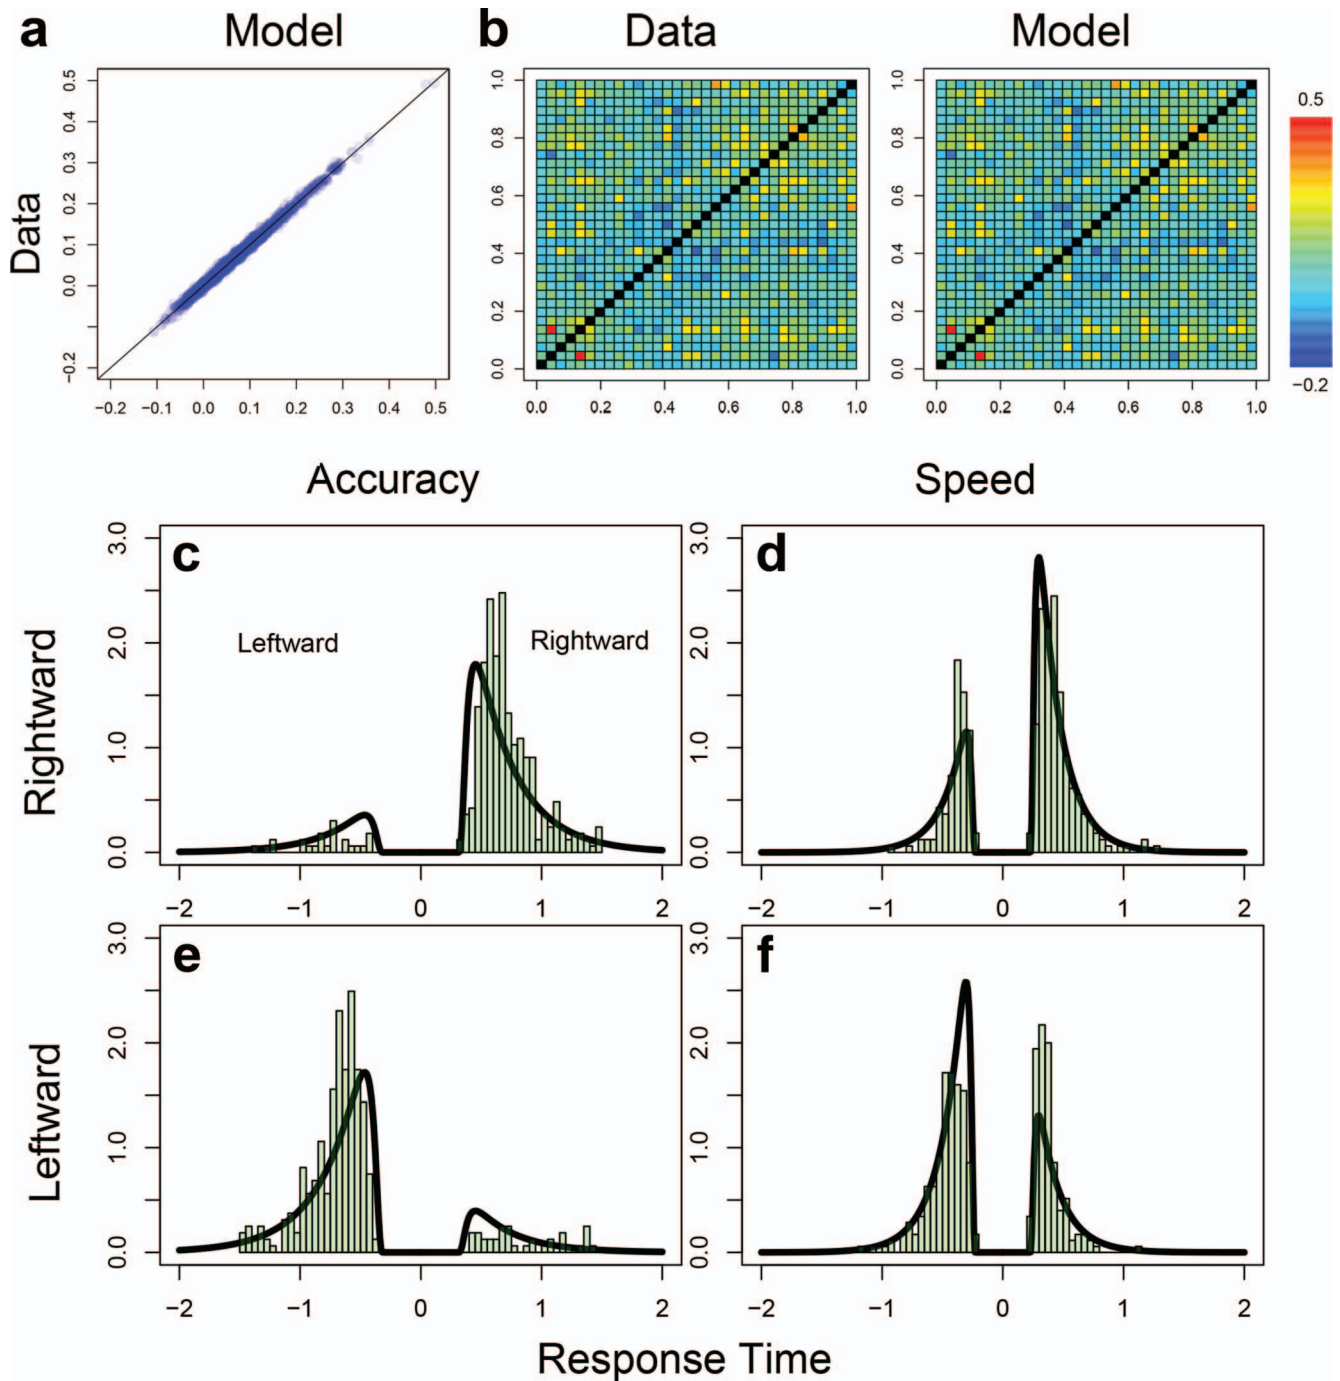 a Model b Data Model
Data
0.5
0.4
0.3
0.2
0.1
0.0
−0.2
−0.2 −0.1 0.0 0.1 0.2 0.3 0.4 0.5
1.0
0.8
0.6
0.4
0.2
0.0
0.0 0.2 0.4 0.6 0.8 1.0
1.0
0.8
0.6
0.4
0.2
0.0
0.0 0.2 0.4 0.6 0.8 1.0
0.5
−0.2
Accuracy Speed
Rightward
c
Leftward Rightward
3.0
2.0
1.0
0.0
−2 −1 0 1 2
d
3.0
2.0
1.0
0.0
−2 −1 0 1 2
Leftward
e
3.0
2.0
1.0
0.0
−2 −1 0 1 2
f
3.0
2.0
1.0
0.0
−2 −1 0 1 2
Response Time